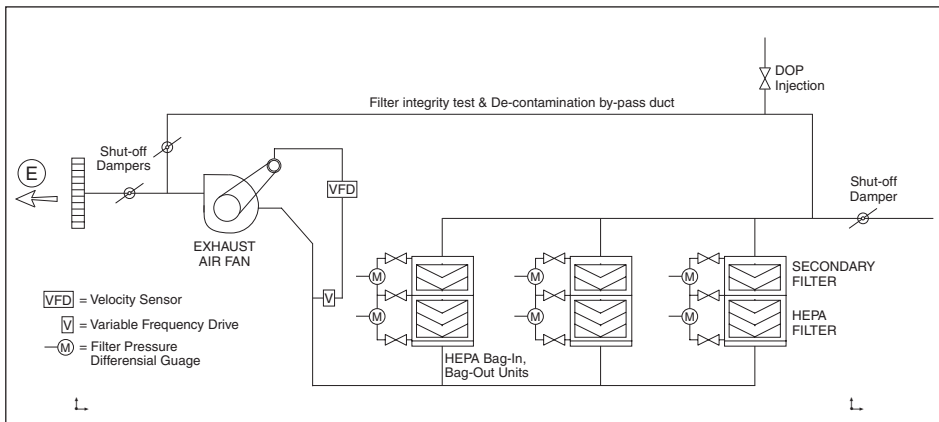 DOP
Injection
Filter integrity test & De-contamination by-pass duct
Shut-off
Dampers
E
VFD
Shut-off
Damper
EXHAUST
AIR FAN
M
M
M
SECONDARY
FILTER
VFD = Velocity Sensor
V
V = Variable Frequency Drive
M
M
M
HEPA
FILTER
M = Filter Pressure
Differensial Guage
HEPA Bag-In,
Bag-Out Units